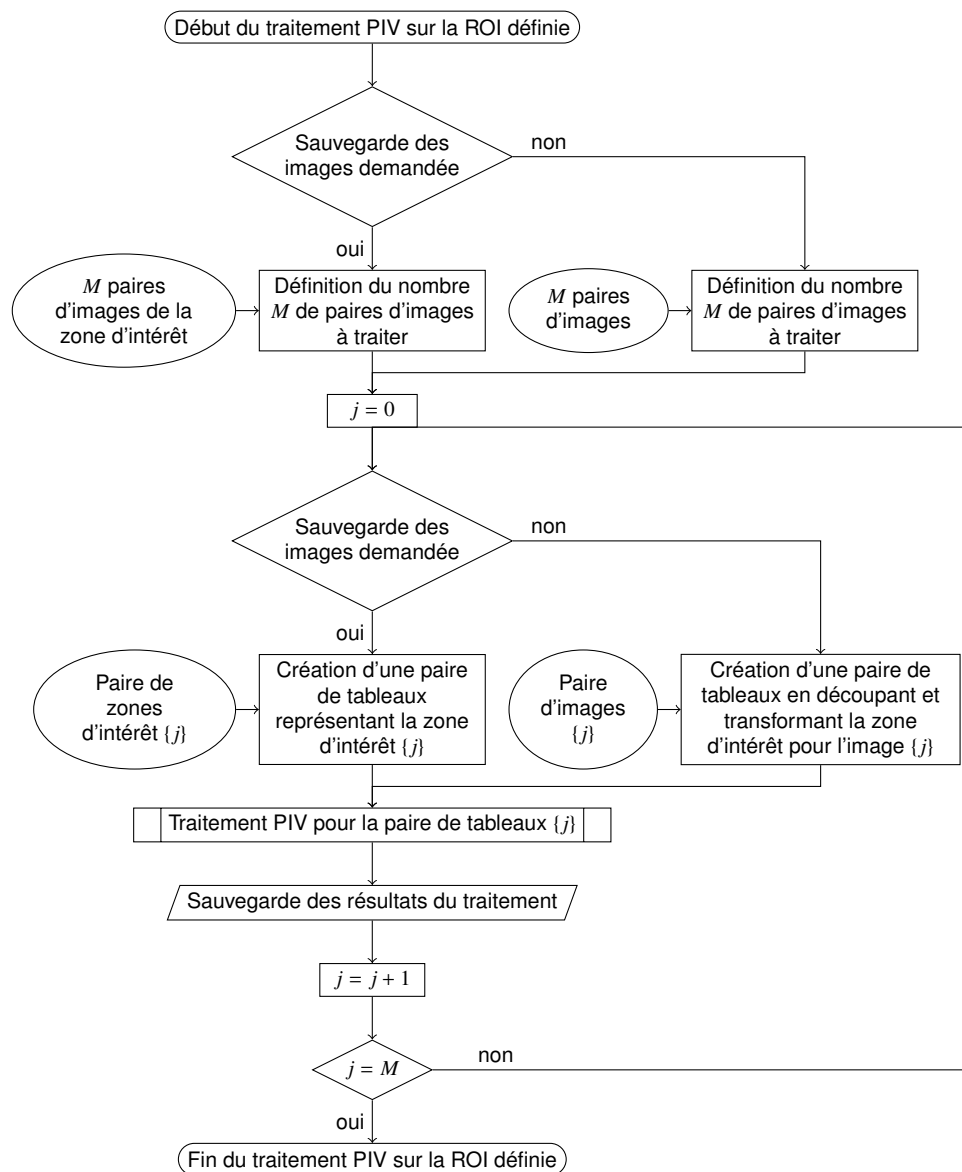 Début du traitement PIV sur la ROI définie
Sauvegarde des
images demandée
non
oui
M paires
d'images de la
zone d'intérêt
Définition du nombre
M de paires d'images
à traiter
M paires
d'images
Définition du nombre
M de paires d'images
à traiter
j = 0
Sauvegarde des
images demandée
non
oui
Paire de
zones
d'intérêt {j}
Création d'une paire
de tableaux
représentant la zone
d'intérêt {j}
Paire
d'images
{j}
Création d'une paire de
tableaux en découpant et
transformant la zone
d'intérêt pour l'image {j}
Traitement PIV pour la paire de tableaux {j}
Sauvegarde des résultats du traitement
j = j + 1
j = M
non
oui
Fin du traitement PIV sur la ROI définie